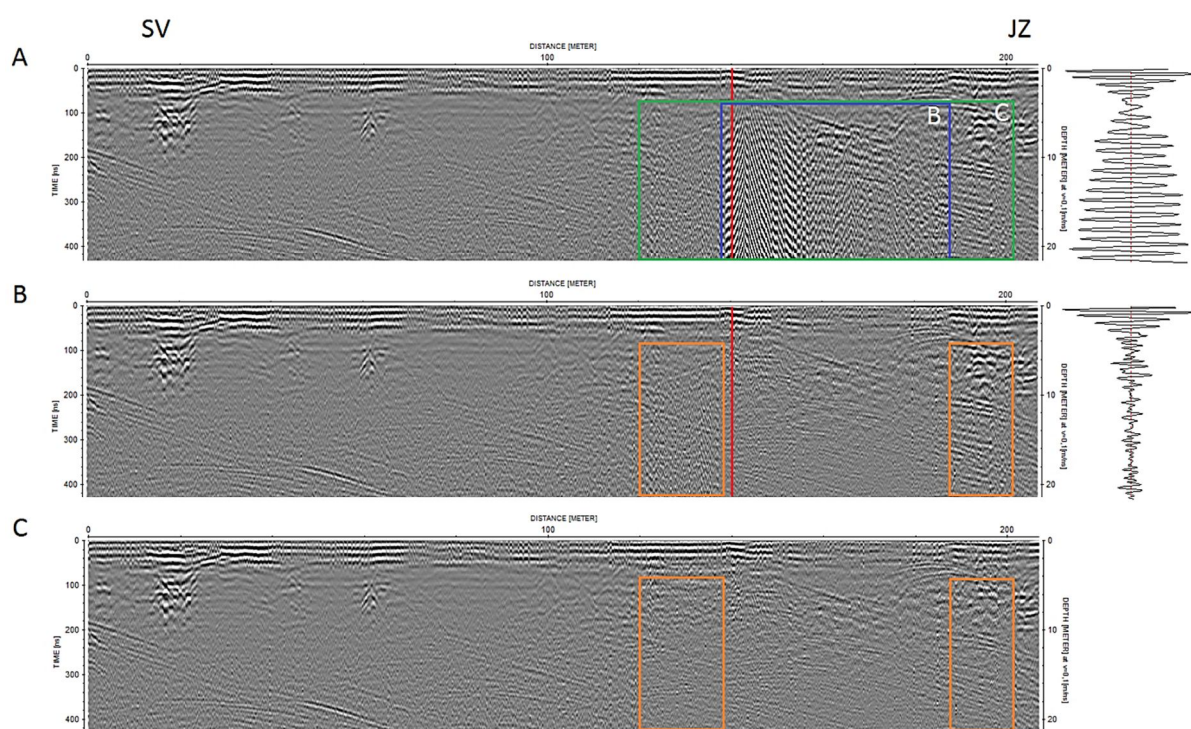 SV JZ
A
DISTANCE [METER]
0 100 200
TIME [ns]
0
100
200
300
400
B C
0
10
20
DEPTH [METER] at v=0.1[m/ns]
B
DISTANCE [METER]
0 100 200
TIME [ns]
0
100
200
300
400
0
10
20
DEPTH [METER] at v=0.1[m/ns]
C
DISTANCE [METER]
0 100 200
TIME [ns]
0
100
200
300
400
0
10
20
DEPTH [METER] at v=0.1[m/ns]